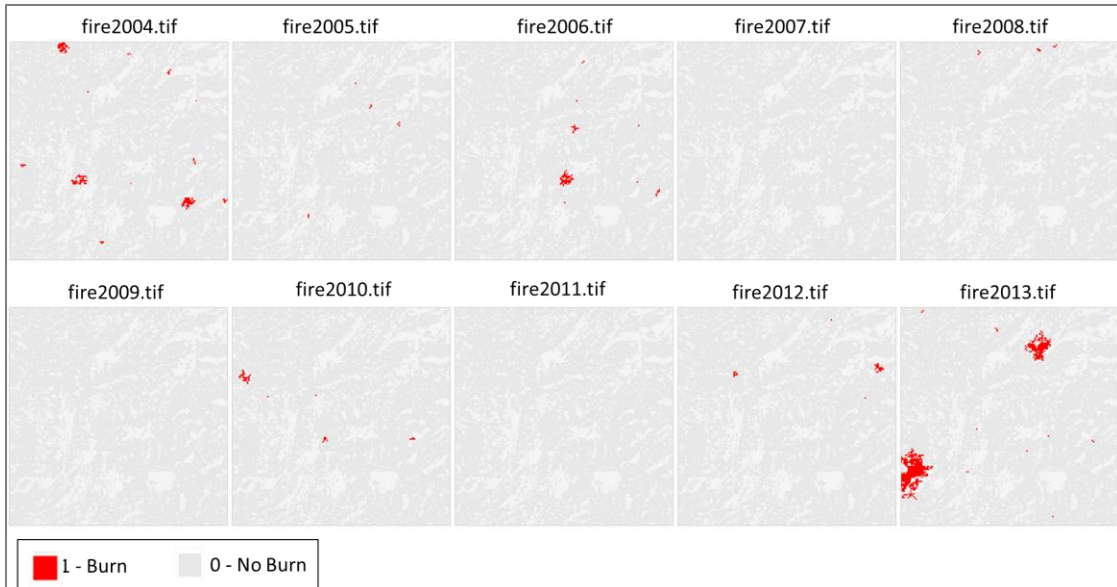 fire2004.tif fire2005.tif fire2006.tif fire2007.tif fire2008.tif
fire2009.tif fire2010.tif fire2011.tif fire2012.tif fire2013.tif
1 - Burn 0 - No Burn